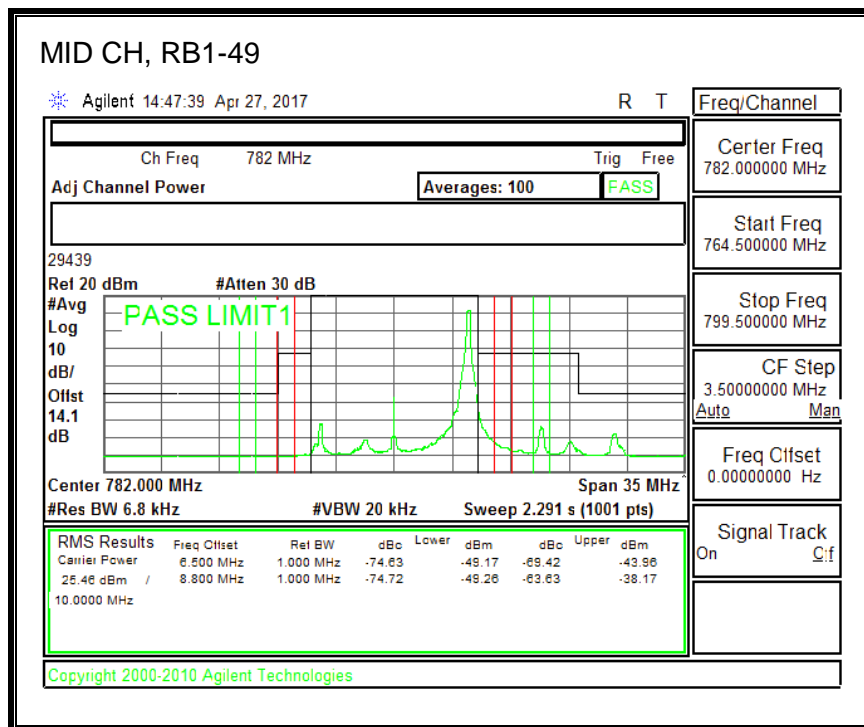 MID CH, RB1-49
Agilent 14:47:39 Apr 27, 2017 R T
Freq/Channel
Ch Freq 782 MHz Trig Free
Adj Channel Power Averages: 100 PASS
Center Freq
782.000000 MHz
Start Freq
764.500000 MHz
Stop Freq
799.500000 MHz
CF Step
3.50000000 MHz
Auto Man
Freq Offset
0.00000000 Hz
Signal Track
On Off
29439
Ref 20 dBm #Atten 30 dB
#Avg
Log
10
dB/
Offst
14.1
dB
PASS LIMIT1
Center 782.000 MHz Span 35 MHz
#Res BW 6.8 kHz #VBW 20 kHz Sweep 2.291 s (1001 pts)
RMS Results Freq Offset Ref BW dBc Lower dBm dBc Upper dBm
Carrier Power 6.500 MHz 1.000 MHz -74.63 -49.17 -69.42 -43.96
25.46 dBm / 8.800 MHz 1.000 MHz -74.72 -49.26 -63.63 -38.17
10.0000 MHz
Copyright 2000-2010 Agilent Technologies